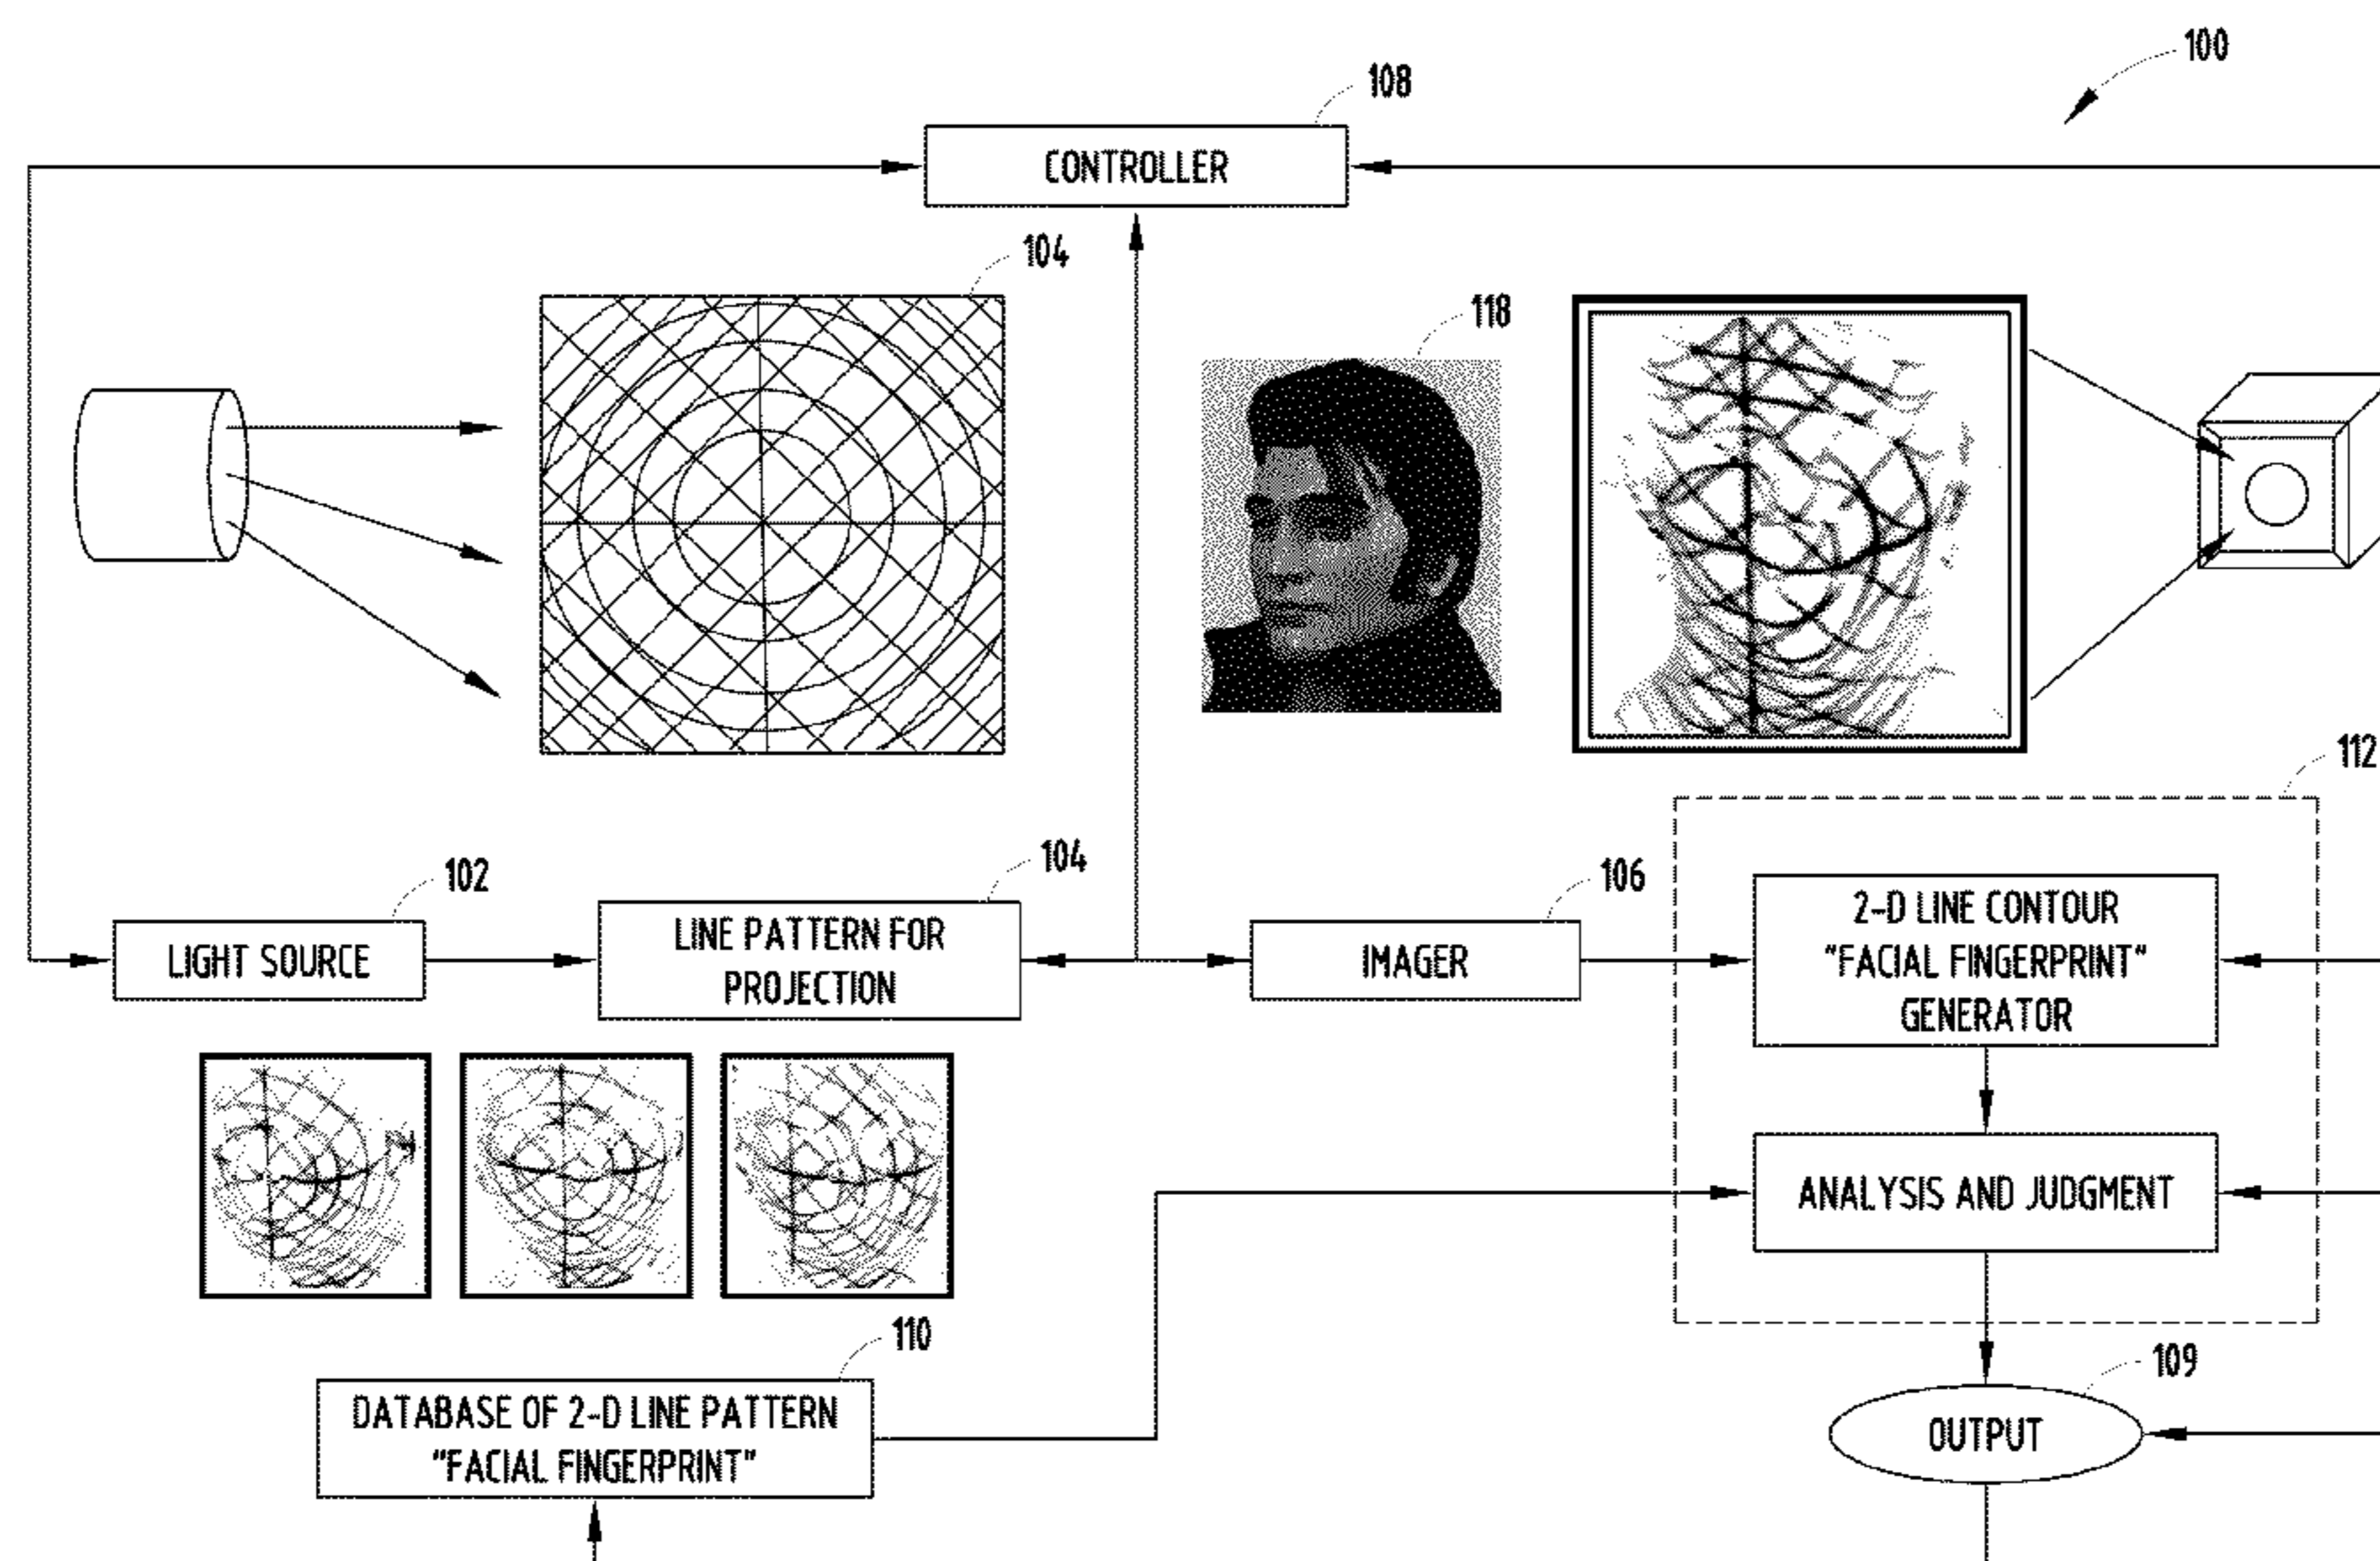 100
108
CONTROLLER
104
118
112
102
104
106
LIGHT SOURCE
LINE PATTERN FOR
PROJECTION
IMAGER
2-D LINE CONTOUR
"FACIAL FINGERPRINT"
GENERATOR
ANALYSIS AND JUDGMENT
110
109
DATABASE OF 2-D LINE PATTERN
"FACIAL FINGERPRINT"
OUTPUT